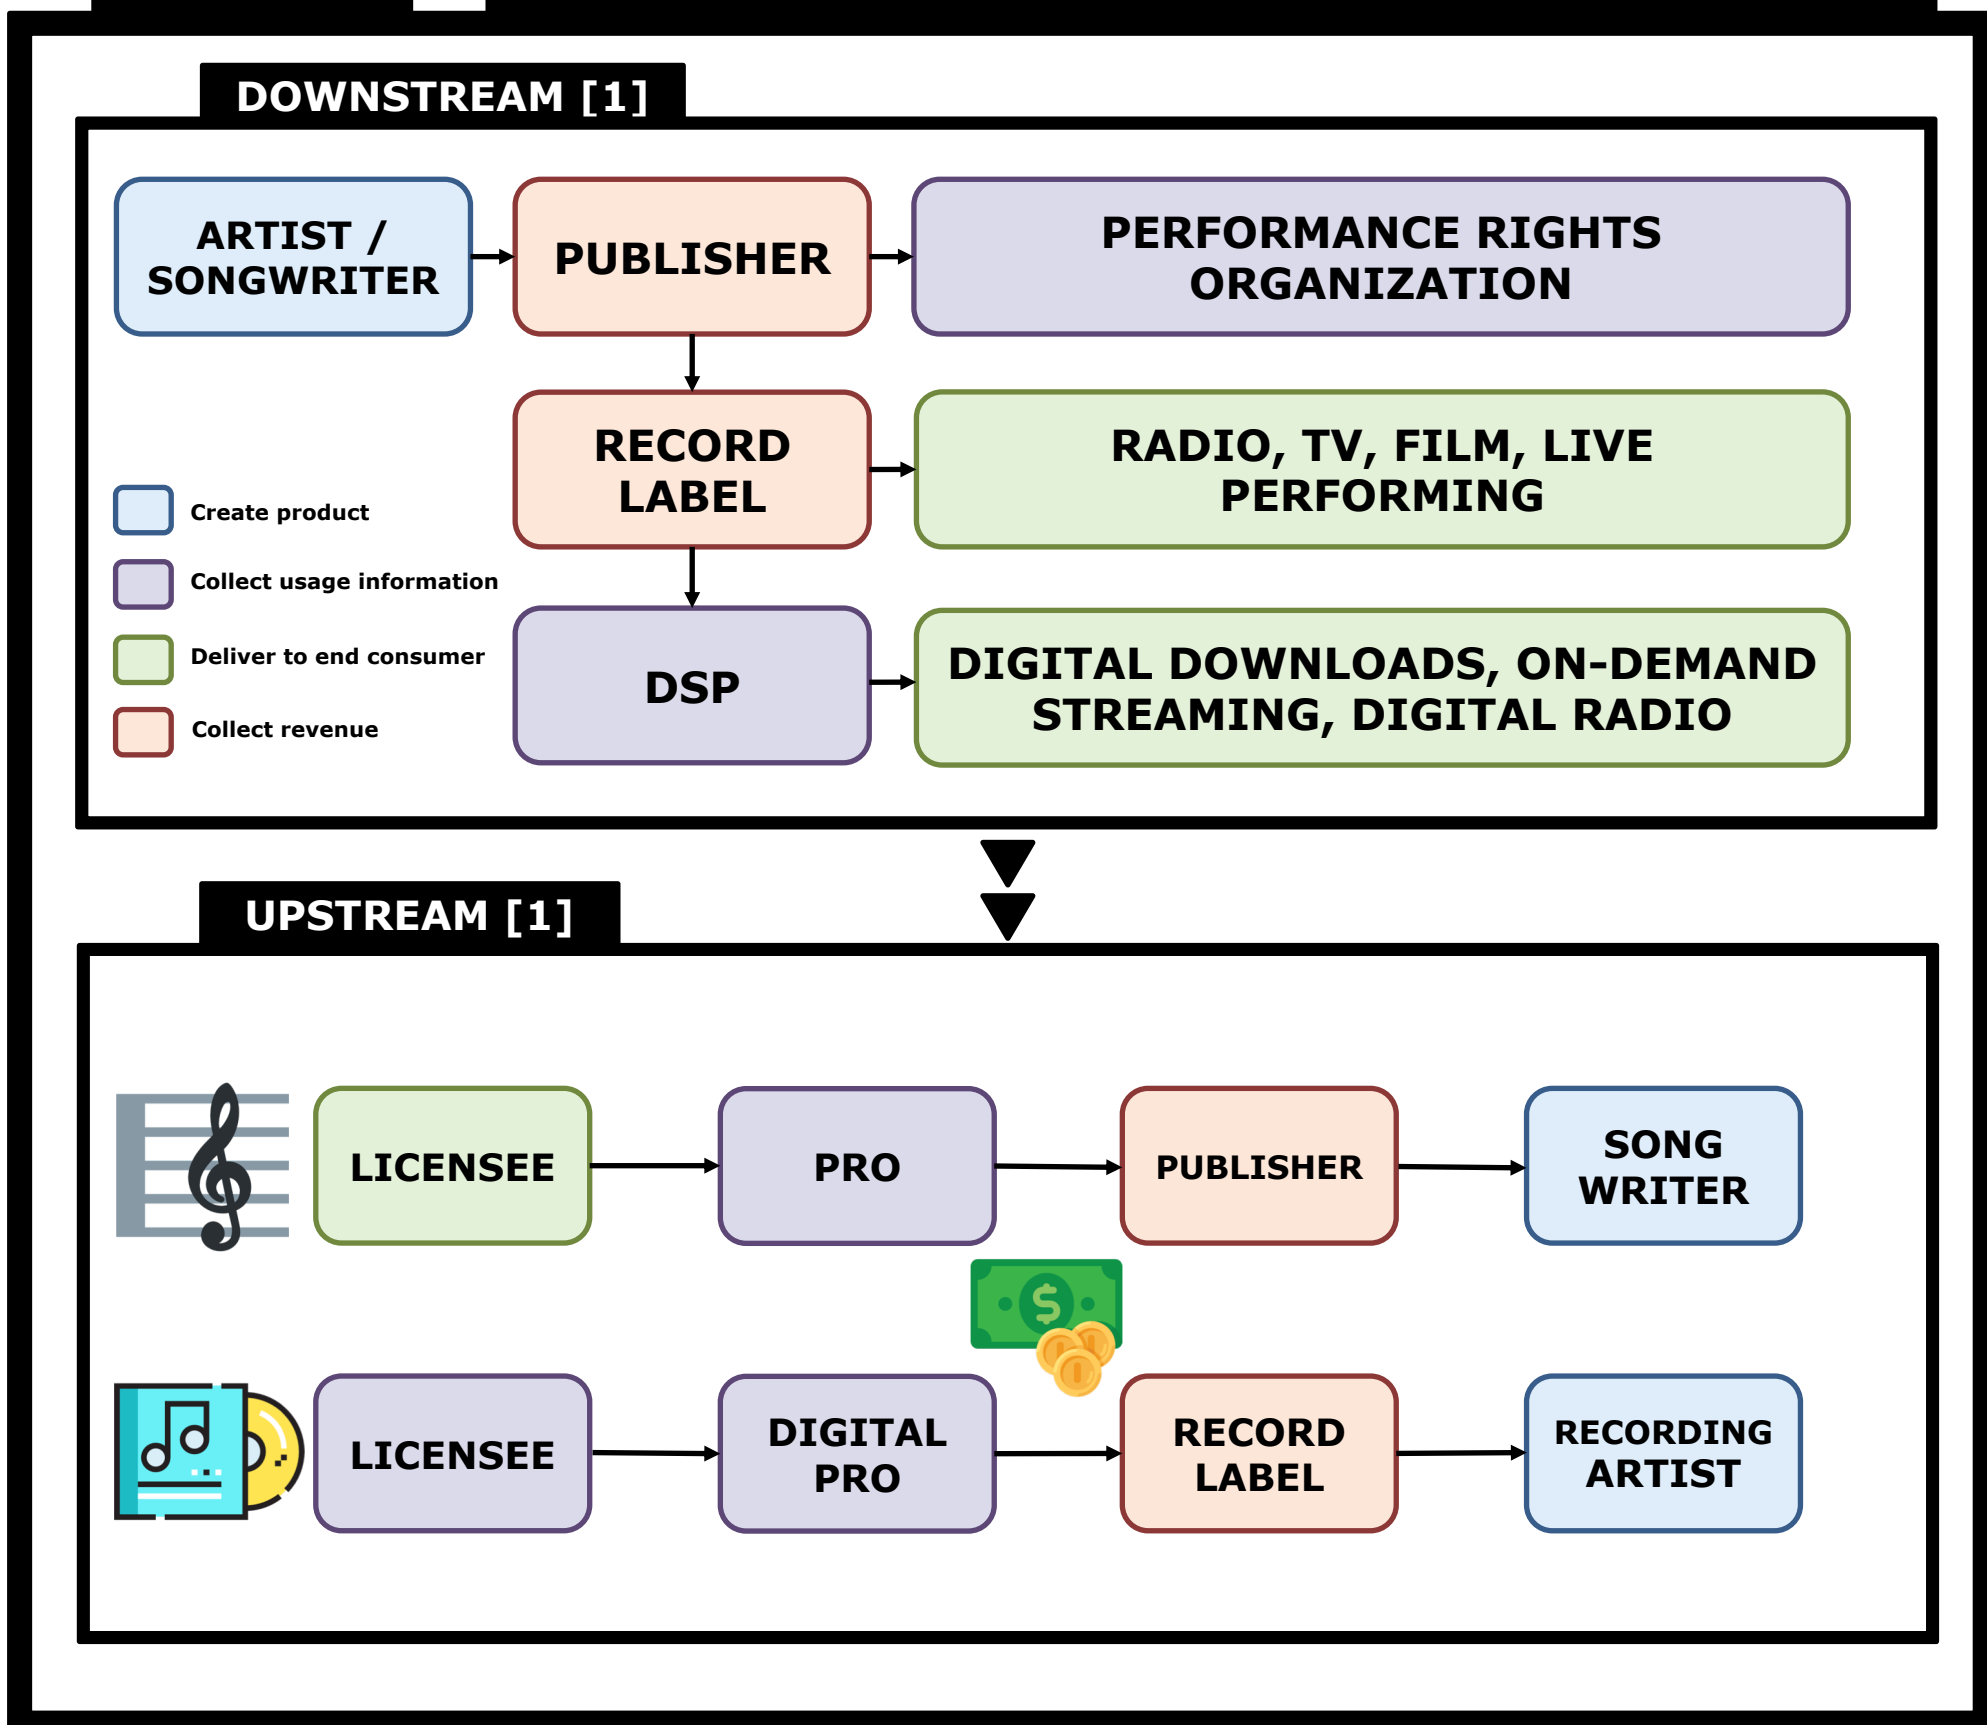 DOWNSTREAM [1]
ARTIST /
SONGWRITER
PUBLISHER
PERFORMANCE RIGHTS
ORGANIZATION
RECORD
LABEL
RADIO, TV, FILM, LIVE
PERFORMING
Create product
Collect usage information
Deliver to end consumer
Collect revenue
DSP
DIGITAL DOWNLOADS, ON-DEMAND
STREAMING, DIGITAL RADIO
UPSTREAM [1]
LICENSEE
PRO
PUBLISHER
SONG
WRITER
$
LICENSEE
DIGITAL
PRO
RECORD
LABEL
RECORDING
ARTIST